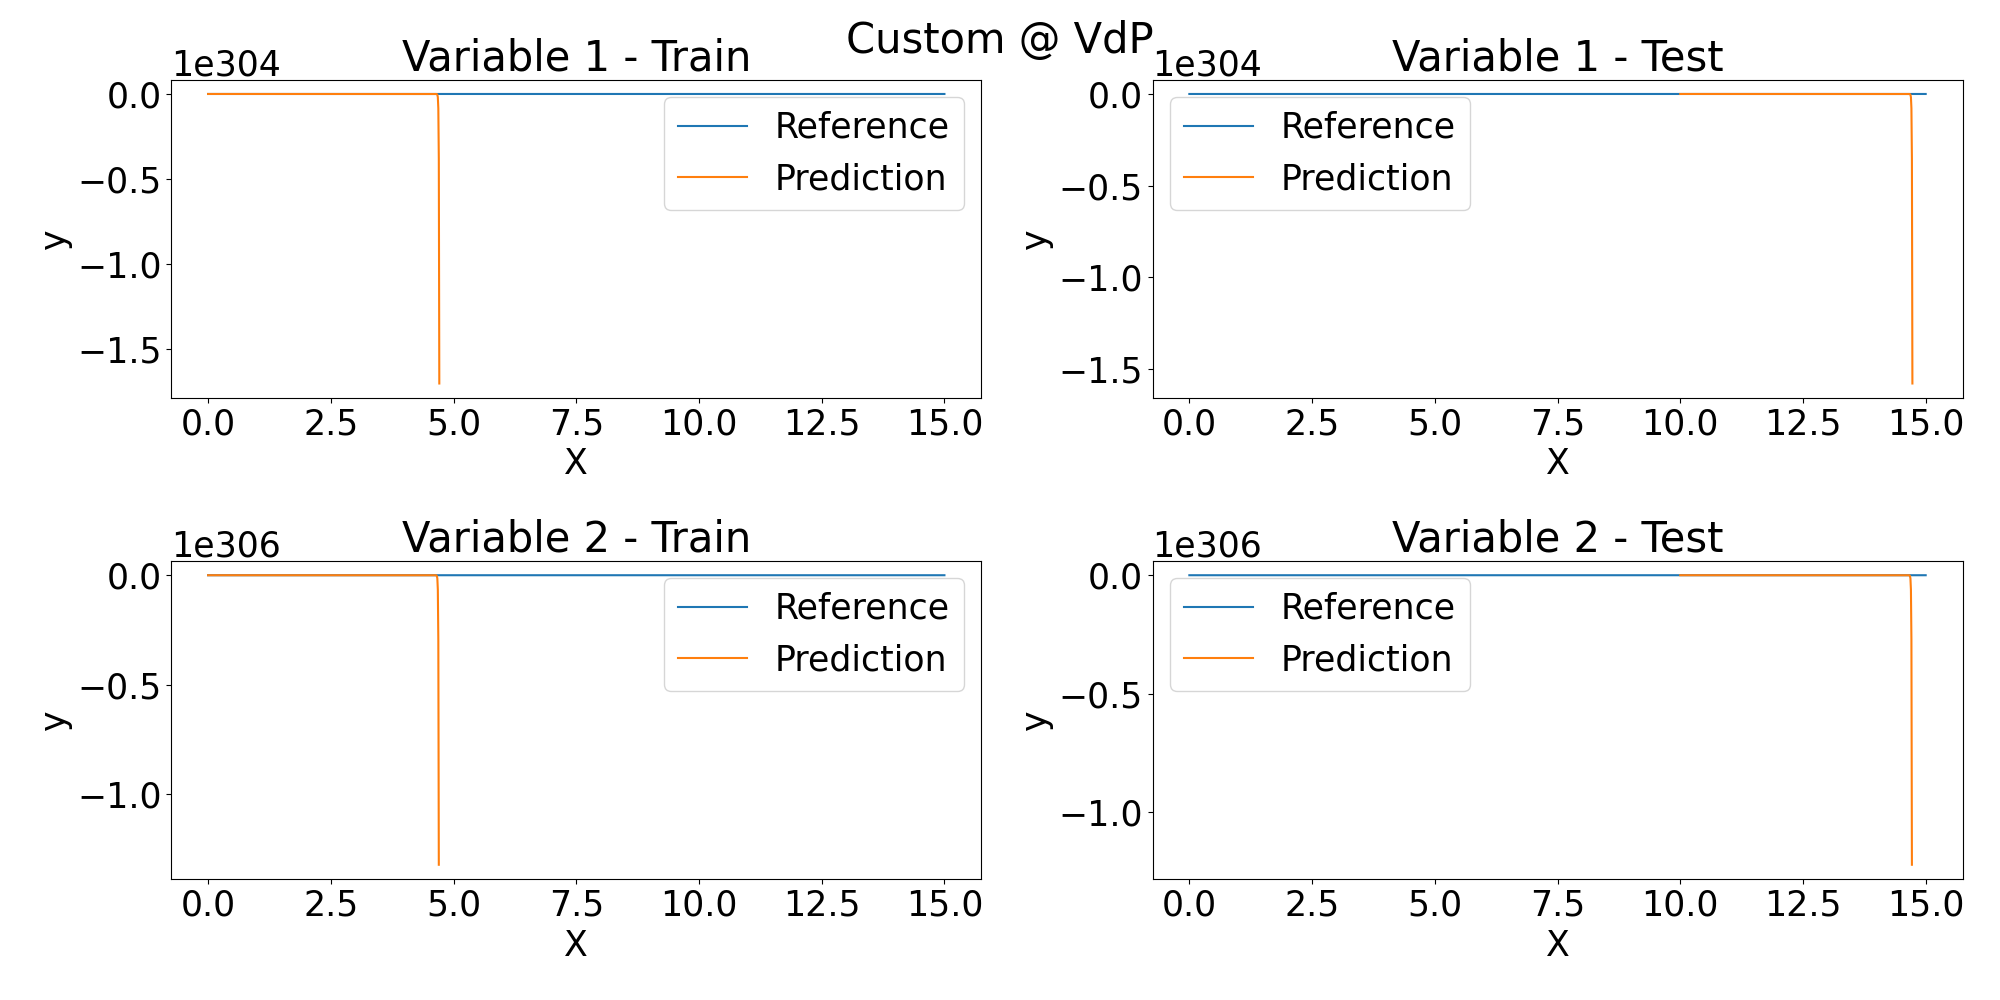 Custom @ VdP
Variable 1 - Train
1e304
0.0
−0.5
−1.0
−1.5
y
Reference
Prediction
0.0 2.5 5.0 7.5 10.0 12.5 15.0
X
Variable 1 - Test
1e304
0.0
−0.5
−1.0
−1.5
y
Reference
Prediction
0.0 2.5 5.0 7.5 10.0 12.5 15.0
X
Variable 2 - Train
1e306
0.0
−0.5
−1.0
y
Reference
Prediction
0.0 2.5 5.0 7.5 10.0 12.5 15.0
X
Variable 2 - Test
1e306
0.0
−0.5
−1.0
y
Reference
Prediction
0.0 2.5 5.0 7.5 10.0 12.5 15.0
X